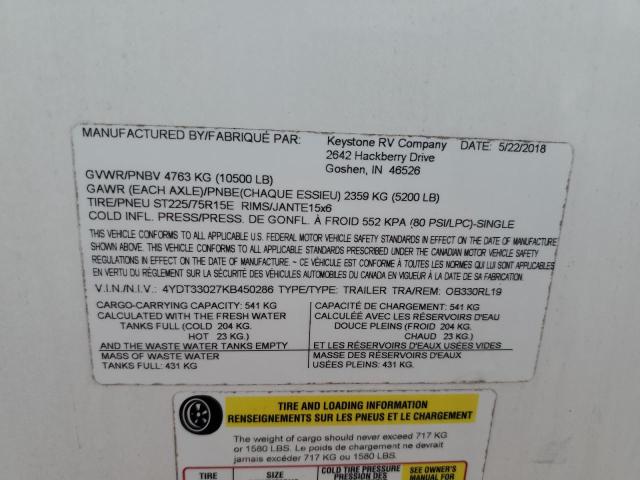 MANUFACTURED BY/FABRIQUÉ PAR: Keystone RV Company DATE: 5/22/2018
2642 Hackberry Drive
Goshen, IN 46526
GVWR/PNBV 4763 KG (10500 LB)
GAWR (EACH AXLE)/PNBE(CHAQUE ESSIEU) 2359 KG (5200 LB)
TIRE/PNEU ST225/75R15E RIMS/JANTE15x6
COLD INFL. PRESS/PRESS. DE GONFL. À FROID 552 KPA (80 PSI/LPC)-SINGLE
THIS VEHICLE CONFORMS TO ALL APPLICABLE U.S. FEDERAL MOTOR VEHICLE SAFETY STANDARDS IN EFFECT ON THE DATE OF MANUFACTURE
SHOWN ABOVE. THIS VEHICLE CONFORMS TO ALL APPLICABLE STANDARDS PRESCRIBED UNDER THE CANADIAN MOTOR VEHICLE SAFETY
REGULATIONS IN EFFECT ON THE DATE OF MANUFACTURE. ~ CE VÉHICULE EST CONFORME À TOUTES LES NORMES QUI LUI SONT APPLICABLES
EN VERTU DU RÈGLEMENT SUR LA SÉCURITÉ DES VÉHICULES AUTOMOBILES DU CANADA EN VIGUEUR À LA DATE DE SA FABRICATION
V.I.N./N.I.V.: 4YDT33027KB450286 TYPE/TYPE: TRAILER TRA/REM: OB330RL19
CARGO-CARRYING CAPACITY: 541 KG
CALCULATED WITH THE FRESH WATER
TANKS FULL (COLD 204 KG.
HOT 23 KG.)
AND THE WASTE WATER TANKS EMPTY
MASS OF WASTE WATER
TANKS FULL: 431 KG
CAPACITÉ DE CHARGEMENT: 541 KG
CALCULÉE AVEC LES RÉSERVOIRS D'EAU
DOUCE PLEINS (FROID 204 KG.
CHAUD 23 KG.)
ET LES RÉSERVOIRS D'EAUX USÉES VIDES
MASSE DES RÉSERVOIRS D'EAUX
USÉES PLEINS: 431 KG.
TIRE AND LOADING INFORMATION
RENSEIGNEMENTS SUR LES PNEUS ET LE CHARGEMENT
The weight of cargo should never exceed 717 KG
or 1580 LBS. Le poids de chargement ne devrait
jamais excéder 717 KG or 1580 LBS.
TIRE SIZE COLD TIRE PRESSURE SEE OWNER'S
PRESSION DES MANUAL FOR